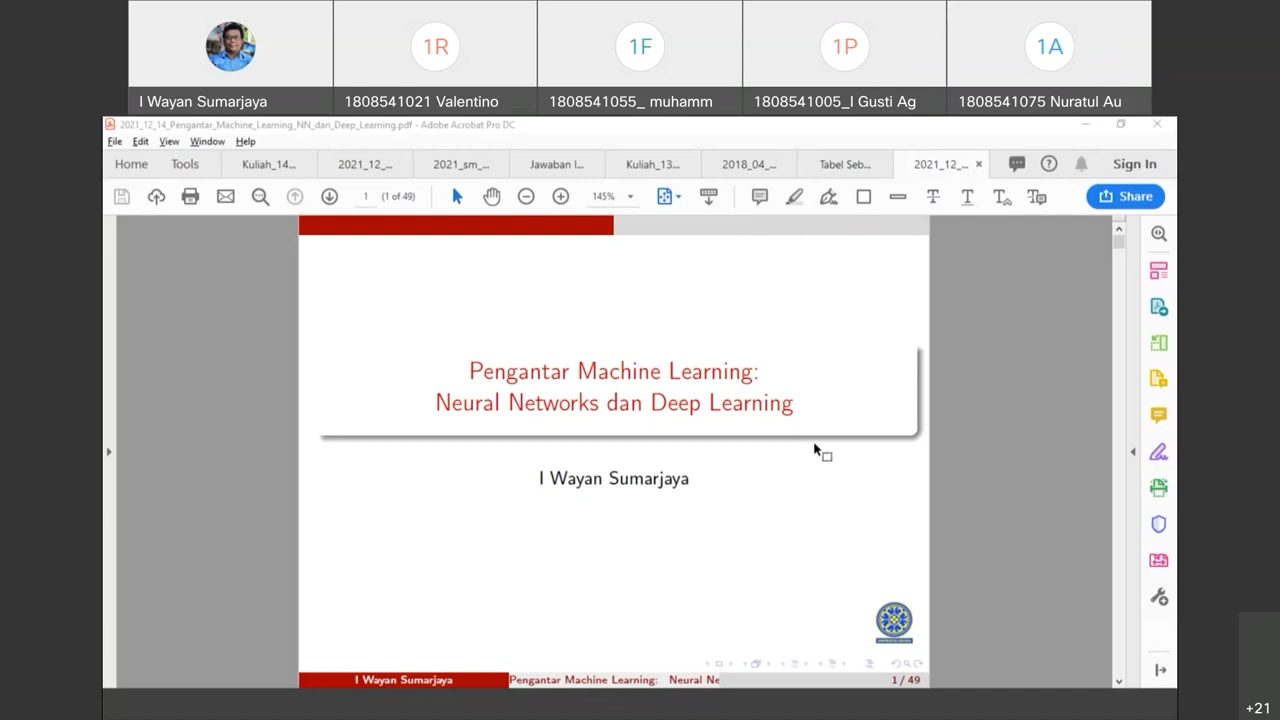 1R
1F
1P
1A
I Wayan Sumarjaya
1808541021 Valentino
1808541055_ muhamm
1808541005_I Gusti Ag
1808541075 Nuratul Au
2021_12_14_Pengantar_Machine_Learning_NN_dan_Deep_Learning.pdf - Adobe Acrobat Pro DC
File Edit View Window Help
Home Tools Kuliah_14... 2021_12_... 2021_sm_... Jawaban I... Kuliah_13... 2018_04_... Tabel Seb... 2021_12_... × Sign In
1 (1 of 49) 145% Share
Pengantar Machine Learning:
Neural Networks dan Deep Learning
I Wayan Sumarjaya
I Wayan Sumarjaya Pengantar Machine Learning: Neural Ne 1 / 49
+21